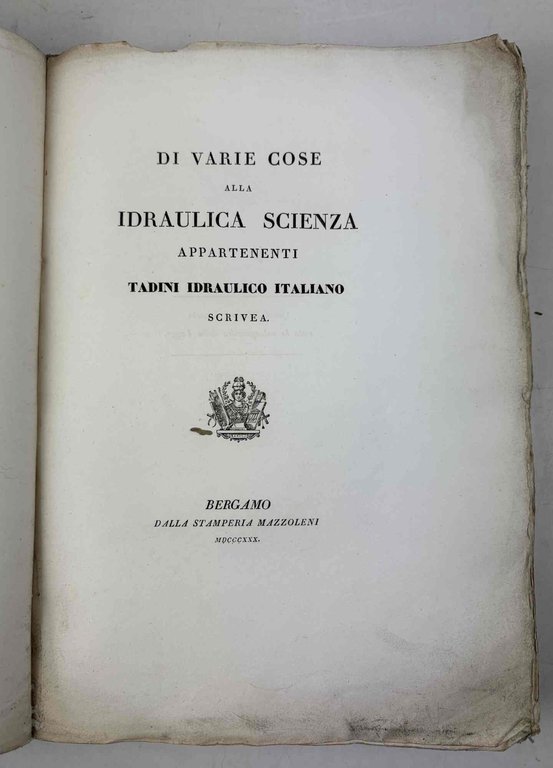 DI VARIE COSE
ALLA
IDRAULICA SCIENZA
APPARTENENTI
TADINI IDRAULICO ITALIANO
SCRIVEA.
BERGAMO
DALLA STAMPERIA MAZZOLENI
MDCCCXXX.